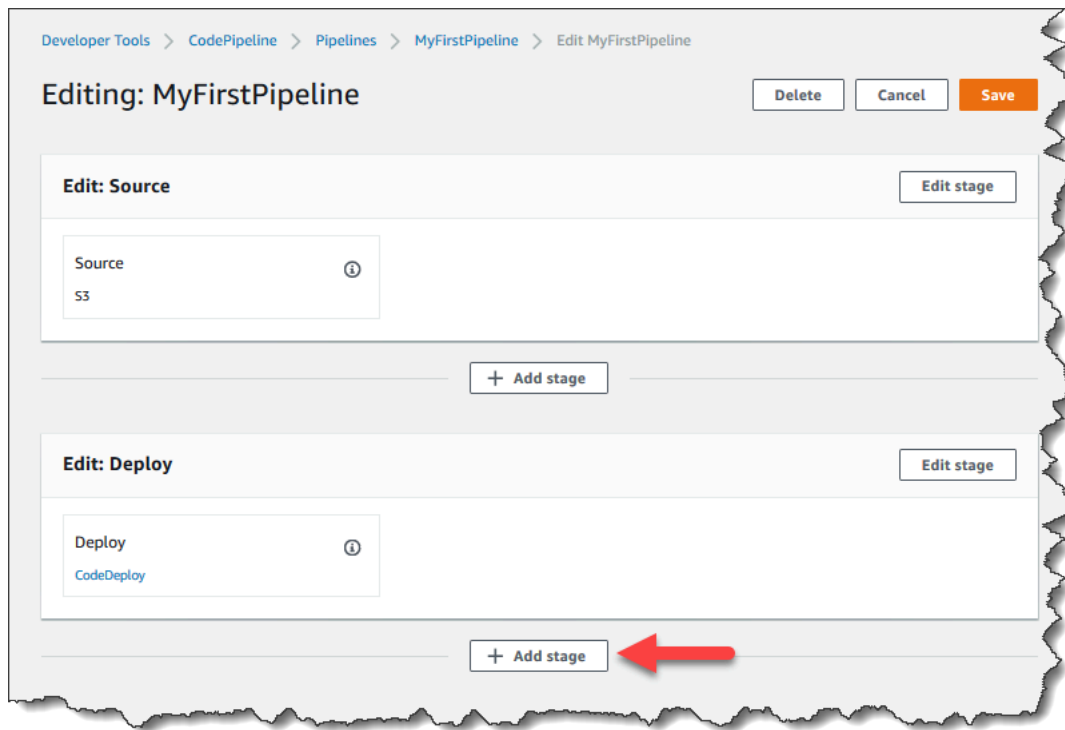 Developer Tools > CodePipeline > Pipelines > MyFirstPipeline > Edit MyFirstPipeline
Editing: MyFirstPipeline
Delete Cancel Save
Edit: Source Edit stage
Source
S3
+ Add stage
Edit: Deploy Edit stage
Deploy
CodeDeploy
+ Add stage